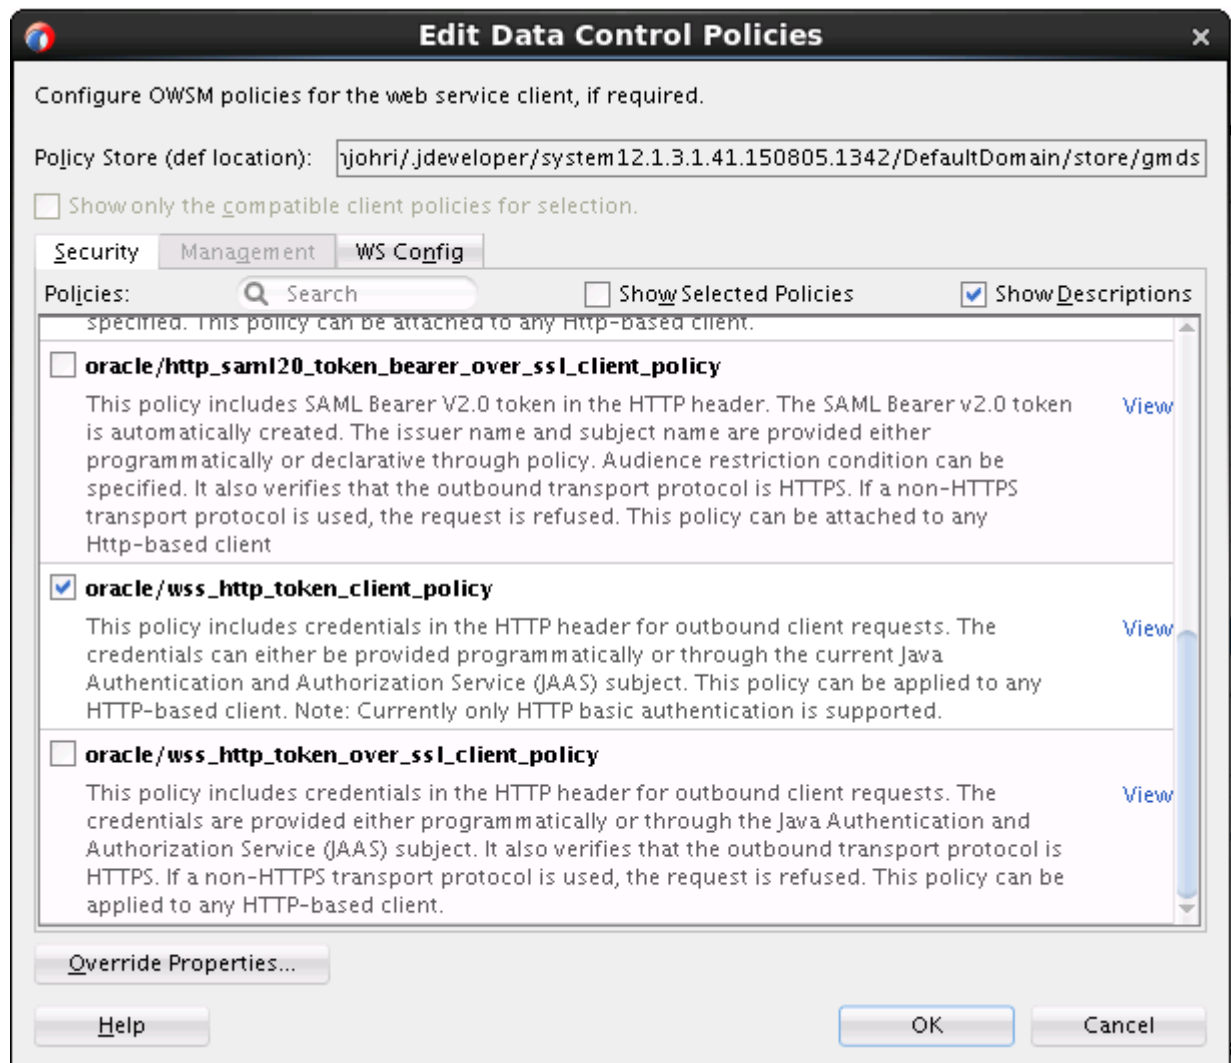 Edit Data Control Policies
Configure OWSM policies for the web service client, if required.
Policy Store (def location): njohri/.jdeveloper/system12.1.3.1.41.150805.1342/DefaultDomain/store/gmds
Show only the compatible client policies for selection.
Security Management WS Config
Policies: Search Show Selected Policies Show Descriptions
specified. This policy can be attached to any Http-based client.
oracle/http_saml20_token_bearer_over_ssl_client_policy
This policy includes SAML Bearer V2.0 token in the HTTP header. The SAML Bearer v2.0 token View
is automatically created. The issuer name and subject name are provided either
programmatically or declarative through policy. Audience restriction condition can be
specified. It also verifies that the outbound transport protocol is HTTPS. If a non-HTTPS
transport protocol is used, the request is refused. This policy can be attached to any
Http-based client
oracle/wss_http_token_client_policy
This policy includes credentials in the HTTP header for outbound client requests. The View
credentials can either be provided programmatically or through the current Java
Authentication and Authorization Service (JAAS) subject. This policy can be applied to any
HTTP-based client. Note: Currently only HTTP basic authentication is supported.
oracle/wss_http_token_over_ssl_client_policy
This policy includes credentials in the HTTP header for outbound client requests. The View
credentials are provided either programmatically or through the Java Authentication and
Authorization Service (JAAS) subject. It also verifies that the outbound transport protocol is
HTTPS. If a non-HTTPS transport protocol is used, the request is refused. This policy can be
applied to any HTTP-based client.
Override Properties...
Help OK Cancel